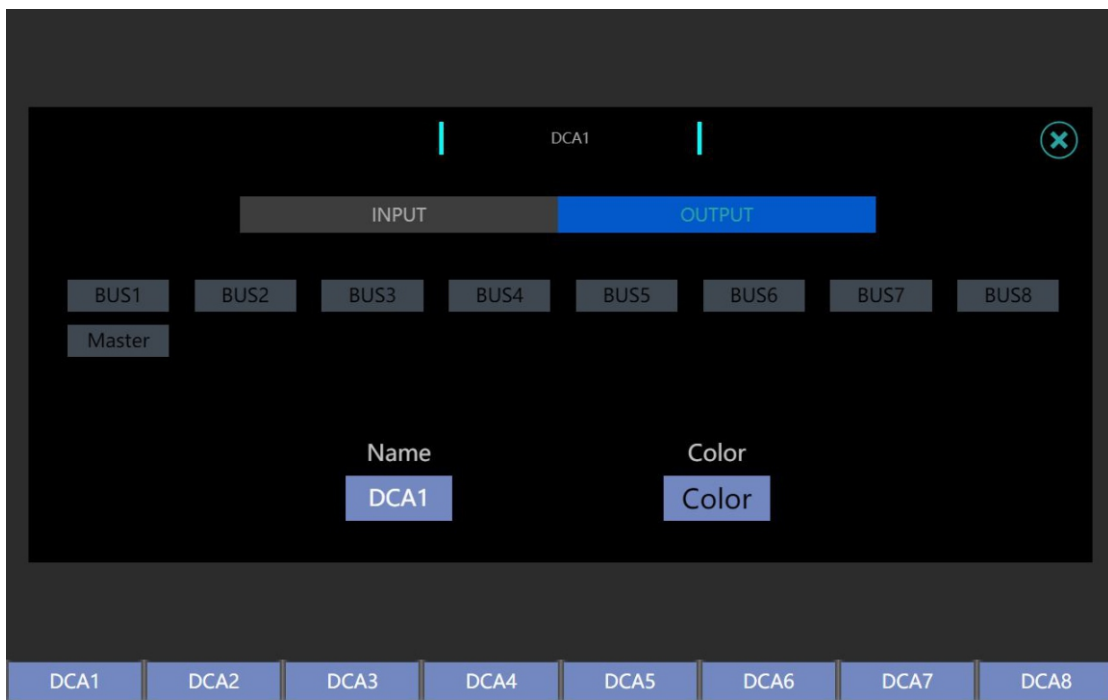 DCA1
INPUT OUTPUT
BUS1 BUS2 BUS3 BUS4 BUS5 BUS6 BUS7 BUS8
Master
Name Color
DCA1 Color
DCA1 DCA2 DCA3 DCA4 DCA5 DCA6 DCA7 DCA8